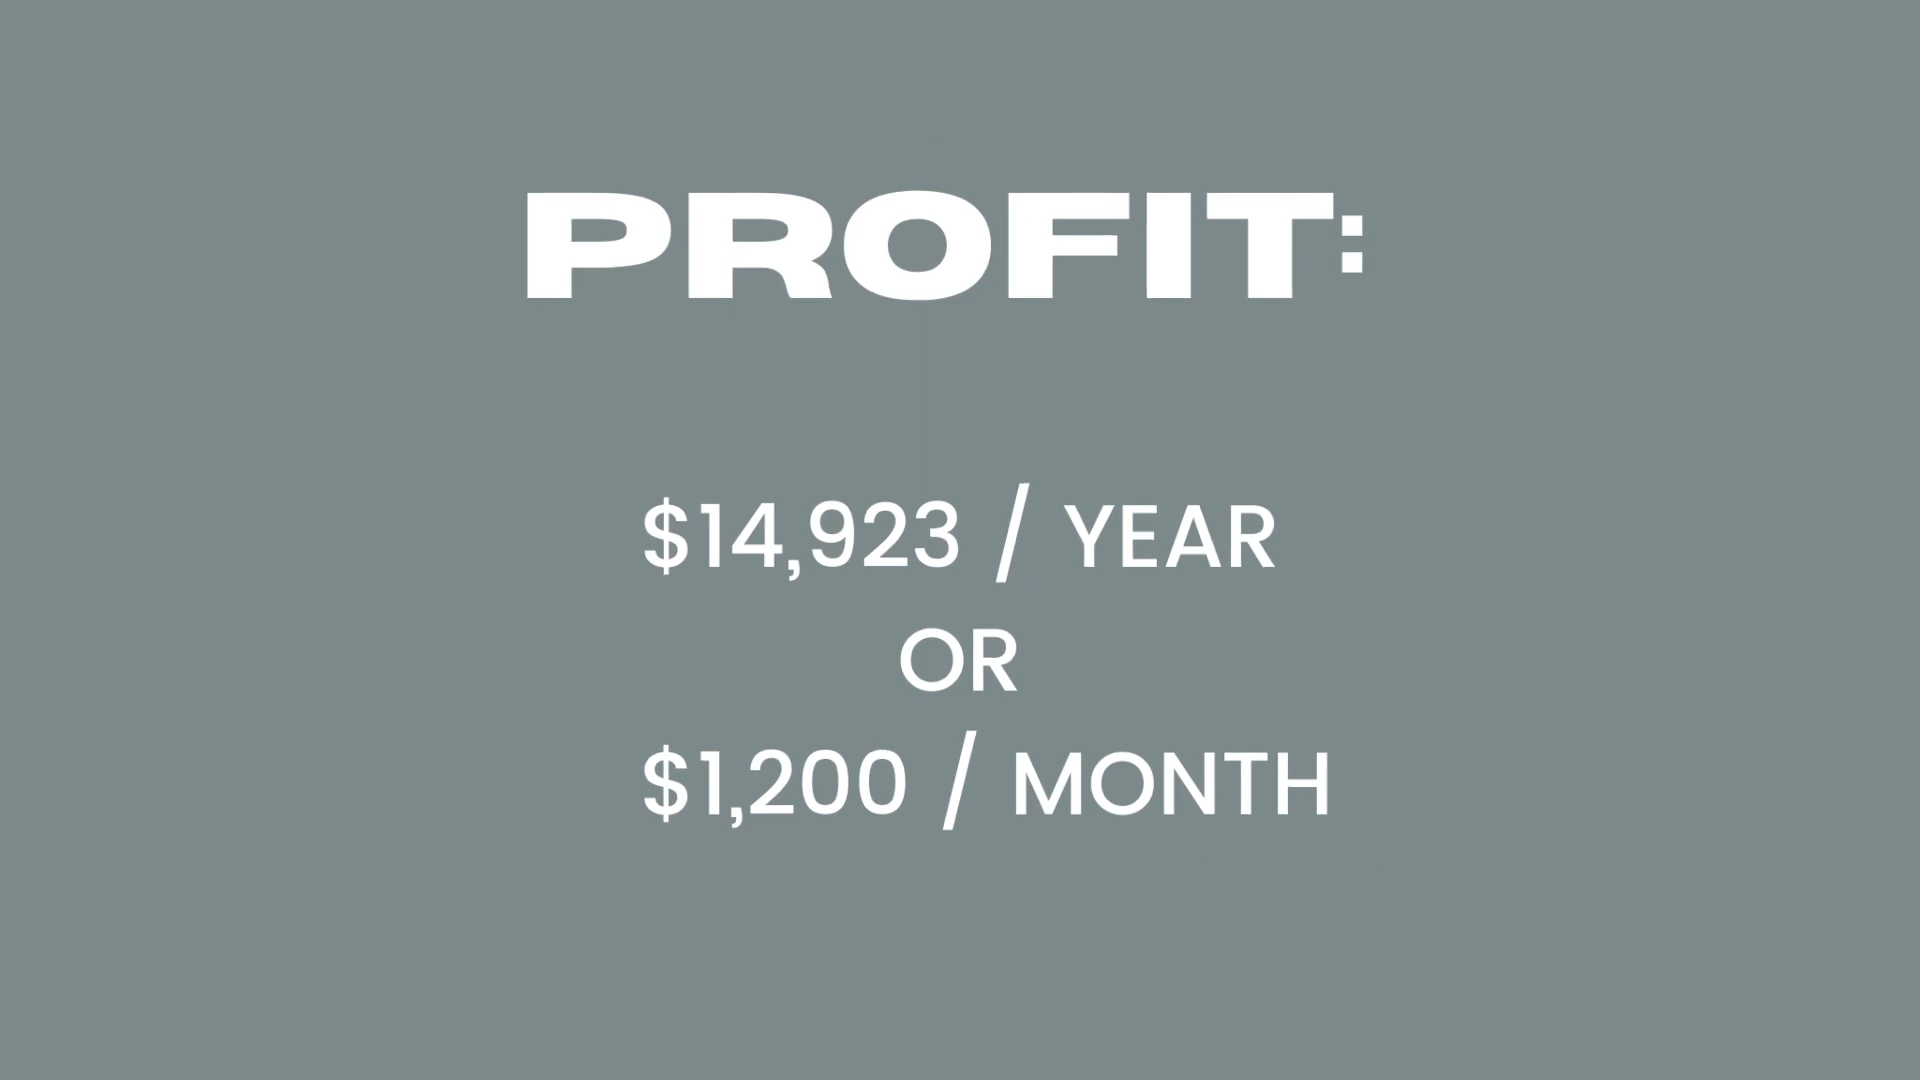 PROFIT:
$14,923 / YEAR
OR
$1,200 / MONTH